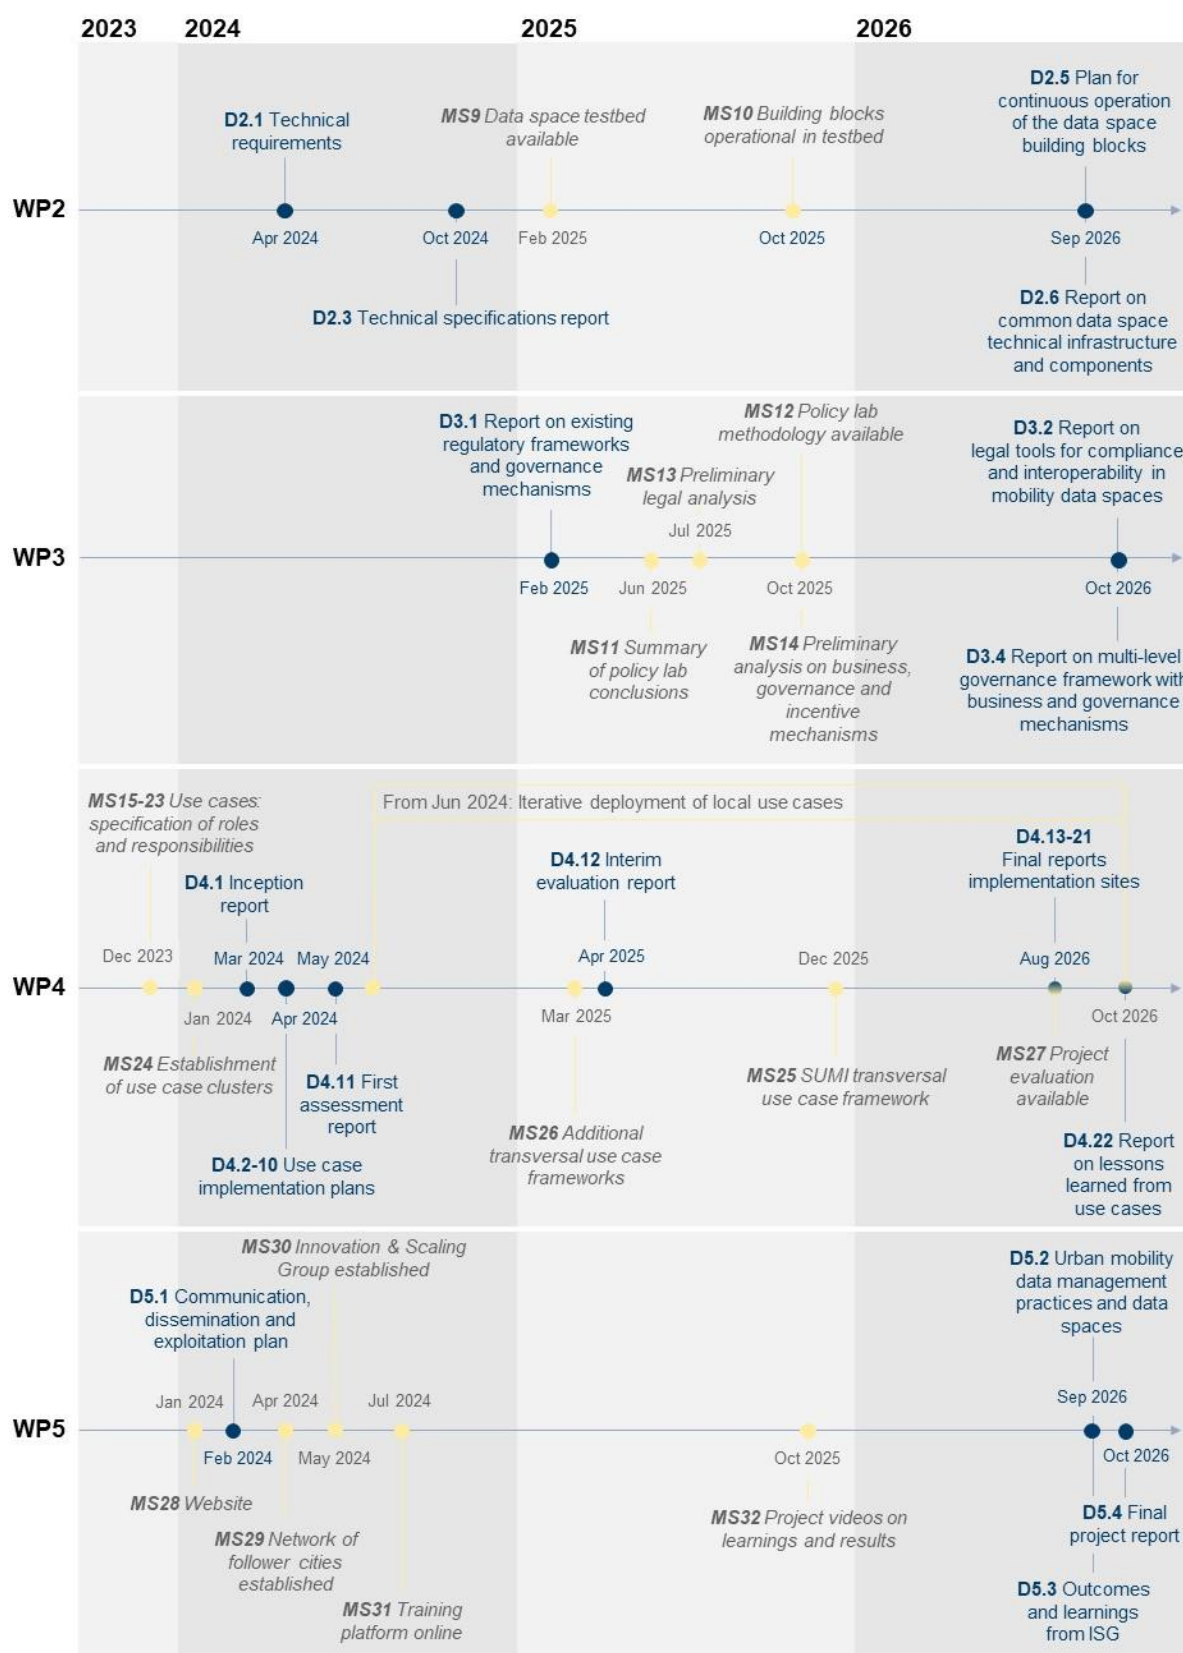 2023
2024
2025
2026
WP2
D2.1 Technical
requirements
MS9 Data space testbed
available
MS10 Building blocks
operational in testbed
D2.5 Plan for
continuous operation
of the data space
building blocks
Apr 2024
Oct 2024
Feb 2025
Oct 2025
Sep 2026
D2.3 Technical specifications report
D2.6 Report on
common data space
technical infrastructure
and components
WP3
D3.1 Report on existing
regulatory frameworks
and governance
mechanisms
MS13 Preliminary
legal analysis
Jul 2025
MS12 Policy lab
methodology available
D3.2 Report on
legal tools for compliance
and interoperability in
mobility data spaces
Feb 2025
Jun 2025
Oct 2025
Oct 2026
MS11 Summary
of policy lab
conclusions
MS14 Preliminary
analysis on business,
governance and
incentive
mechanisms
D3.4 Report on multi-level
governance framework with
business and governance
mechanisms
WP4
MS15-23 Use cases:
specification of roles
and responsibilities
D4.1 Inception
report
From Jun 2024: Iterative deployment of local use cases
D4.12 Interim
evaluation report
D4.13-21
Final reports
implementation sites
Dec 2023
Mar 2024
May 2024
Apr 2025
Dec 2025
Aug 2026
Jan 2024
Apr 2024
Mar 2025
Oct 2026
MS24 Establishment
of use case clusters
D4.11 First
assessment
report
D4.2-10 Use case
implementation plans
MS26 Additional
transversal use case
frameworks
MS25 SUMI transversal
use case framework
MS27 Project
evaluation
available
D4.22 Report
on lessons
learned from
use cases
WP5
MS30 Innovation & Scaling
Group established
D5.1 Communication,
dissemination and
exploitation plan
D5.2 Urban mobility
data management
practices and data
spaces
Jan 2024
Apr 2024
Jul 2024
Sep 2026
Feb 2024
May 2024
Oct 2025
Oct 2026
MS28 Website
MS29 Network of
follower cities
established
MS31 Training
platform online
MS32 Project videos on
learnings and results
D5.4 Final
project report
D5.3 Outcomes
and learnings
from ISG